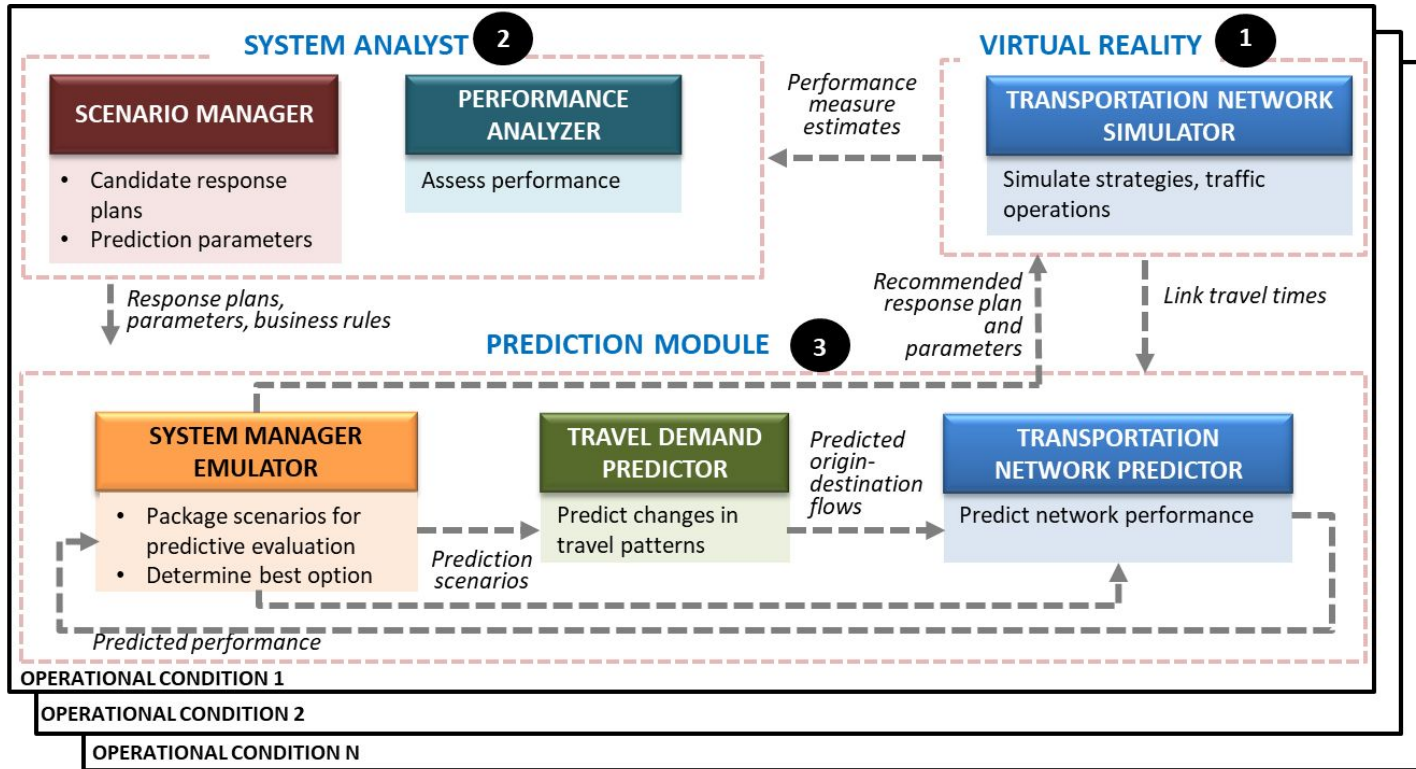 SYSTEM ANALYST 2
VIRTUAL REALITY 1
SCENARIO MANAGER
• Candidate response
plans
• Prediction parameters
PERFORMANCE
ANALYZER
Assess performance
Performance
measure
estimates
TRANSPORTATION NETWORK
SIMULATOR
Simulate strategies, traffic
operations
Response plans,
parameters, business rules
Recommended
response plan
and
parameters
Link travel times
PREDICTION MODULE 3
SYSTEM MANAGER
EMULATOR
• Package scenarios for
predictive evaluation
• Determine best option
Prediction
scenarios
TRAVEL DEMAND
PREDICTOR
Predict changes in
travel patterns
Predicted
origin-
destination
flows
TRANSPORTATION
NETWORK PREDICTOR
Predict network performance
Predicted performance
OPERATIONAL CONDITION 1
OPERATIONAL CONDITION 2
OPERATIONAL CONDITION N